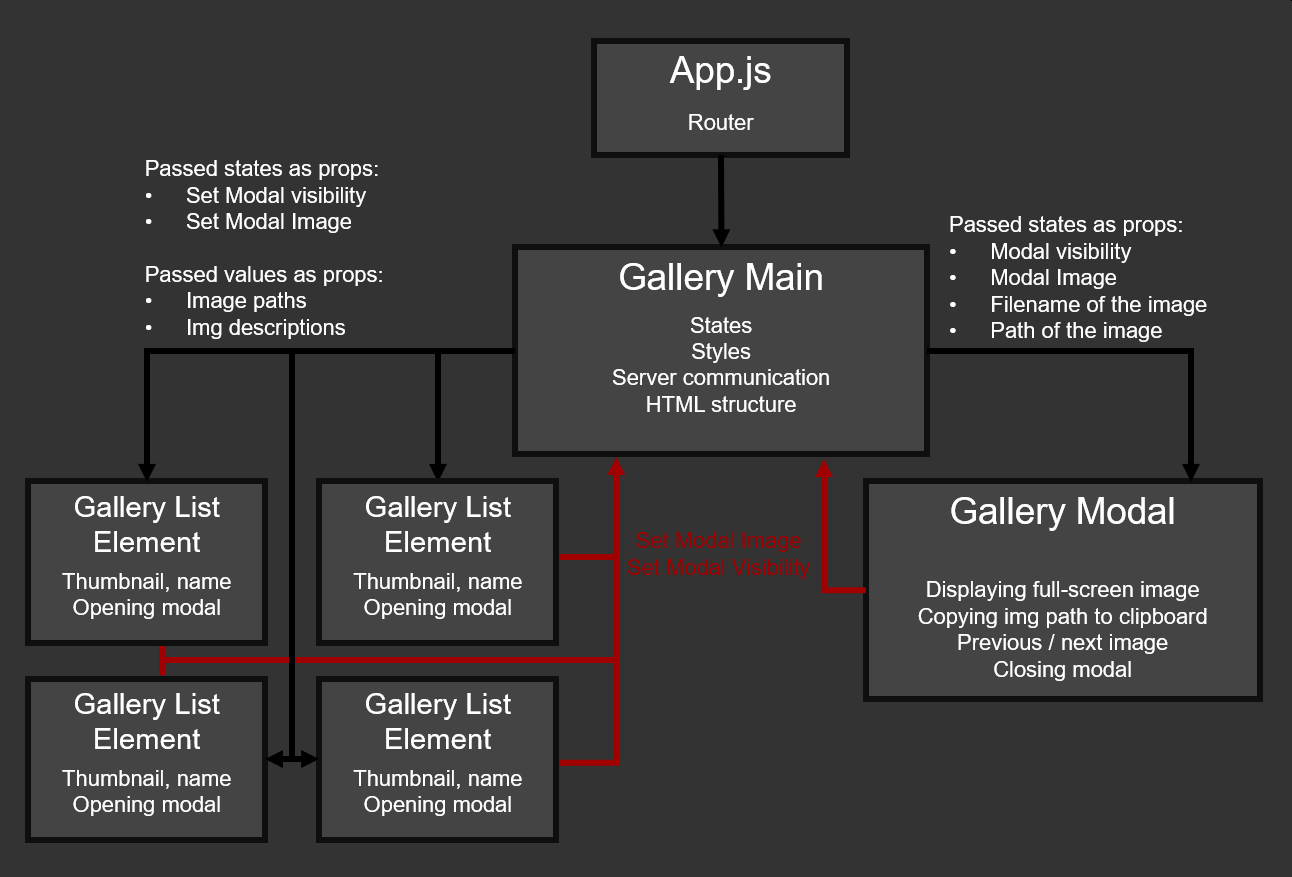 App.js
Router
Passed states as props:
• Set Modal visibility
• Set Modal Image
Passed values as props:
• Image paths
• Img descriptions
Passed states as props:
• Modal visibility
• Modal Image
• Filename of the image
• Path of the image
Gallery Main
States
Styles
Server communication
HTML structure
Gallery List
Element
Thumbnail, name
Opening modal
Gallery List
Element
Thumbnail, name
Opening modal
Set Modal Image
Set Modal Visibility
Gallery Modal
Displaying full-screen image
Copying img path to clipboard
Previous / next image
Closing modal
Gallery List
Element
Thumbnail, name
Opening modal
Gallery List
Element
Thumbnail, name
Opening modal